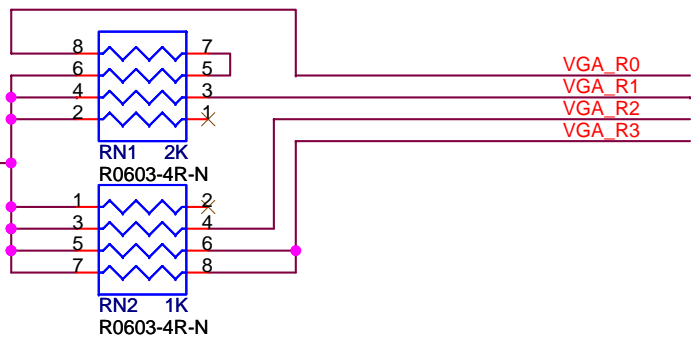 8 7
6 5
4 3
2 1
RN1 2K
R0603-4R-N
1 2
3 4
5 6
7 8
RN2 1K
R0603-4R-N
VGA_R0
VGA_R1
VGA_R2
VGA_R3